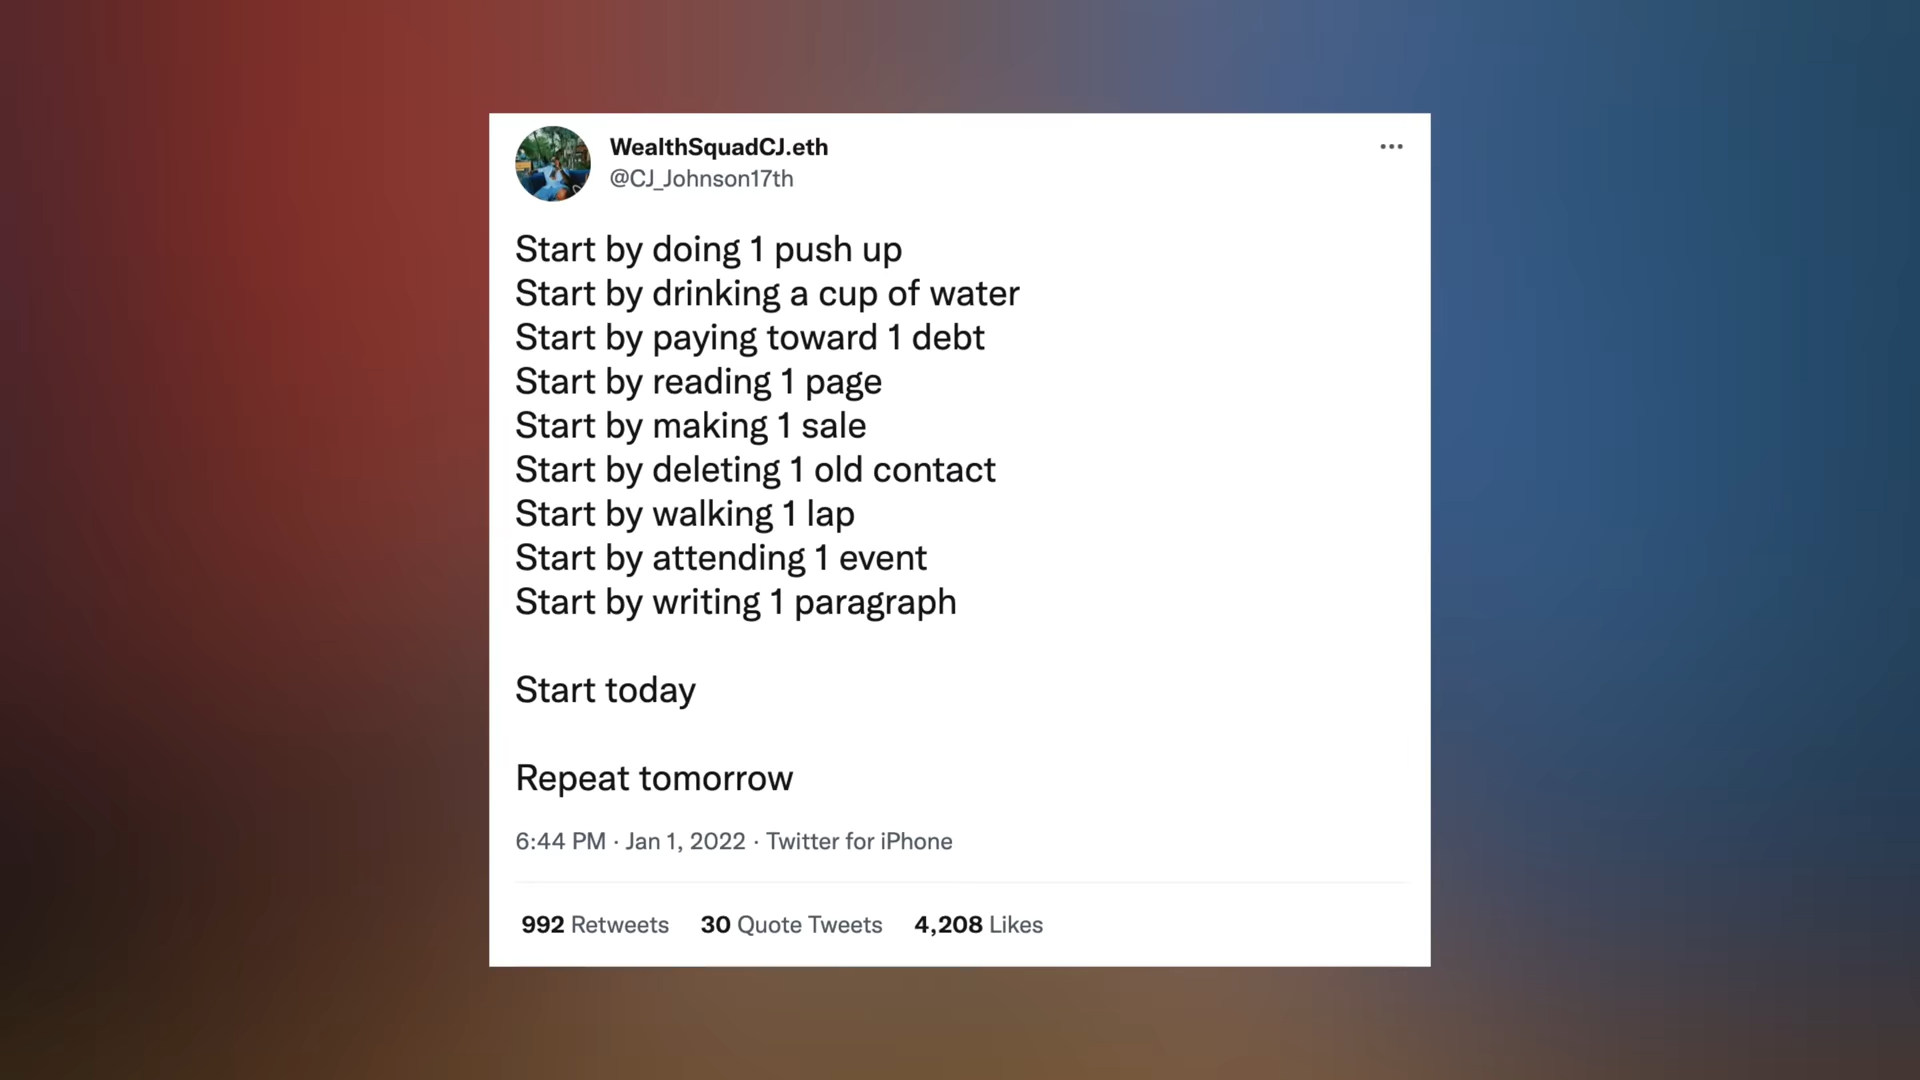 WealthSquadCJ.eth
@CJ_Johnson17th
Start by doing 1 push up
Start by drinking a cup of water
Start by paying toward 1 debt
Start by reading 1 page
Start by making 1 sale
Start by deleting 1 old contact
Start by walking 1 lap
Start by attending 1 event
Start by writing 1 paragraph
Start today
Repeat tomorrow
6:44 PM · Jan 1, 2022 · Twitter for iPhone
992 Retweets 30 Quote Tweets 4,208 Likes